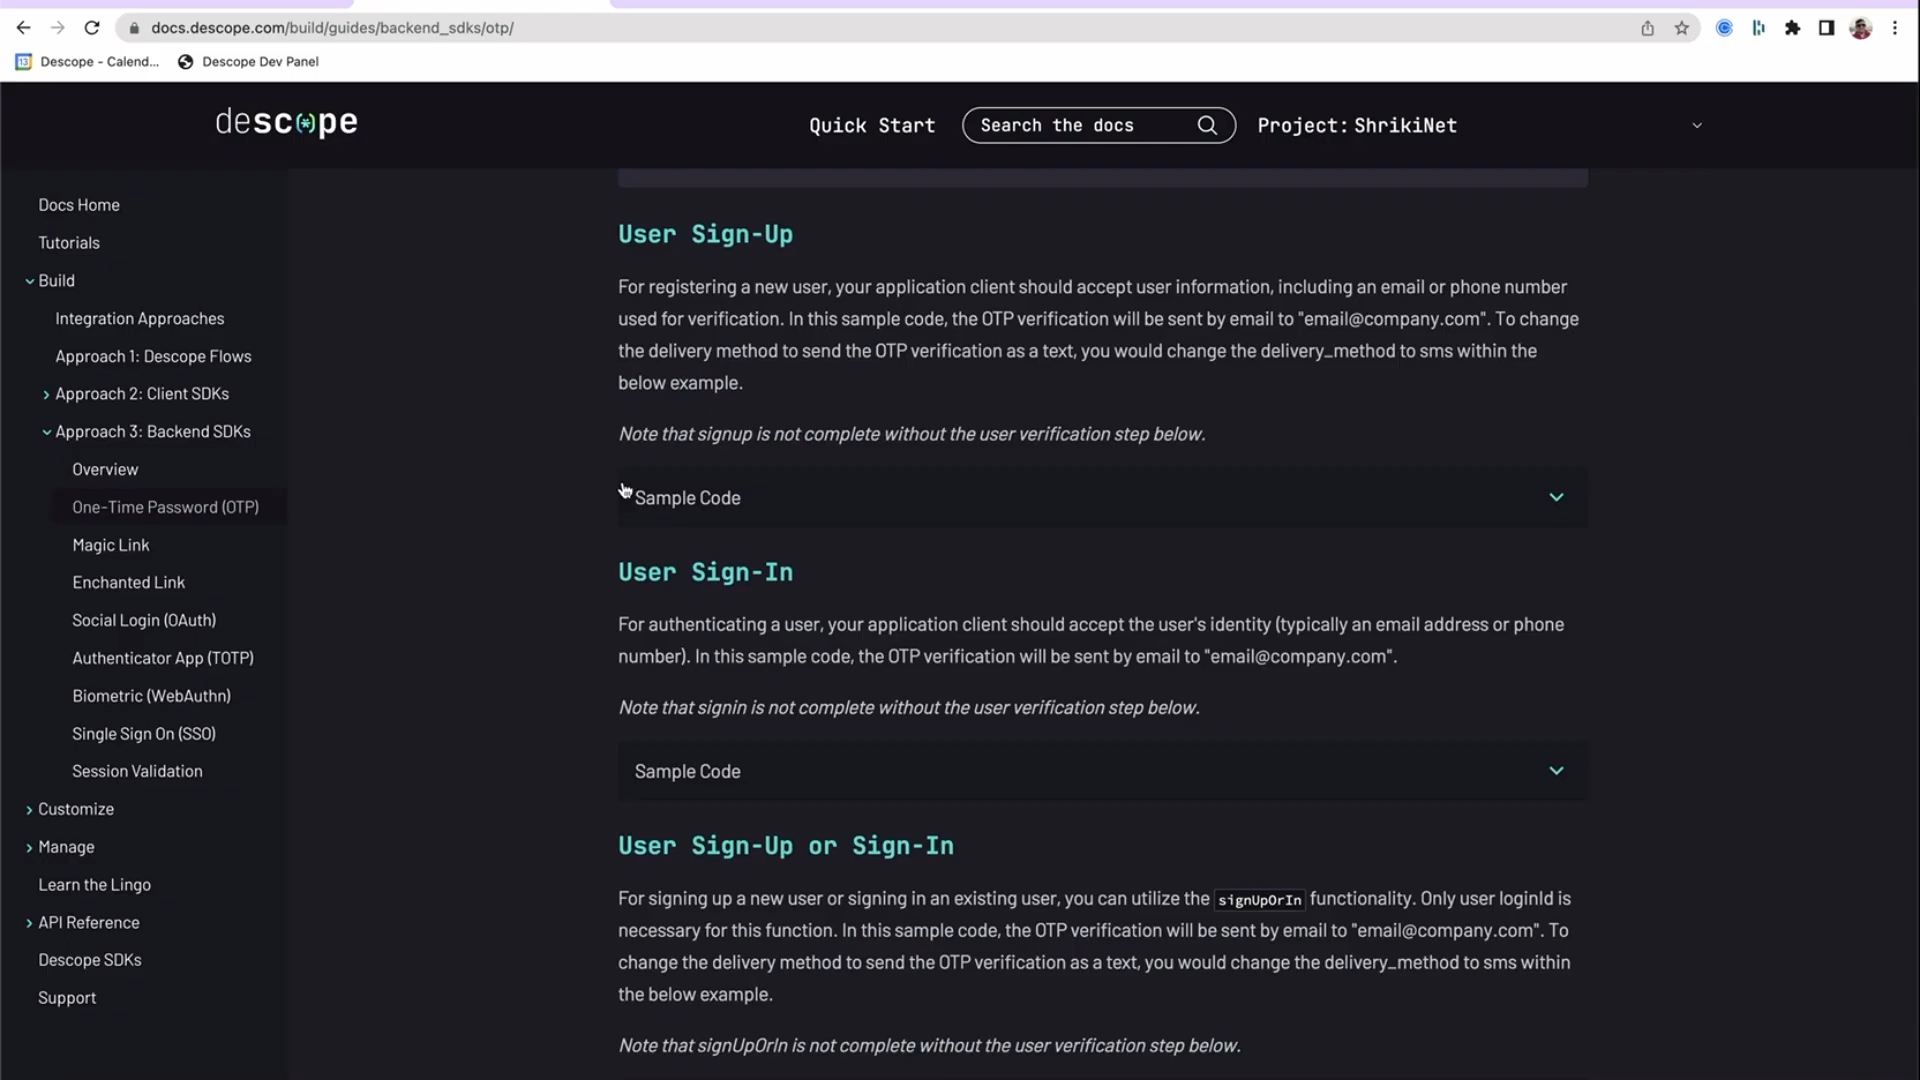 docs.descope.com/build/guides/backend_sdks/otp/
Descope - Calend...
Descope Dev Panel
descope
Quick Start
Search the docs
Project: ShrikiNet
Docs Home
Tutorials
Build
Integration Approaches
Approach 1: Descope Flows
Approach 2: Client SDKs
Approach 3: Backend SDKs
Overview
One-Time Password (OTP)
Magic Link
Enchanted Link
Social Login (OAuth)
Authenticator App (TOTP)
Biometric (WebAuthn)
Single Sign On (SSO)
Session Validation
Customize
Manage
Learn the Lingo
API Reference
Descope SDKs
Support
User Sign-Up
For registering a new user, your application client should accept user information, including an email or phone number
used for verification. In this sample code, the OTP verification will be sent by email to "email@company.com". To change
the delivery method to send the OTP verification as a text, you would change the delivery_method to sms within the
below example.
Note that signup is not complete without the user verification step below.
Sample Code
User Sign-In
For authenticating a user, your application client should accept the user's identity (typically an email address or phone
number). In this sample code, the OTP verification will be sent by email to "email@company.com".
Note that signin is not complete without the user verification step below.
Sample Code
User Sign-Up or Sign-In
For signing up a new user or signing in an existing user, you can utilize the signUpOrIn functionality. Only user loginId is
necessary for this function. In this sample code, the OTP verification will be sent by email to "email@company.com". To
change the delivery method to send the OTP verification as a text, you would change the delivery_method to sms within
the below example.
Note that signUpOrIn is not complete without the user verification step below.